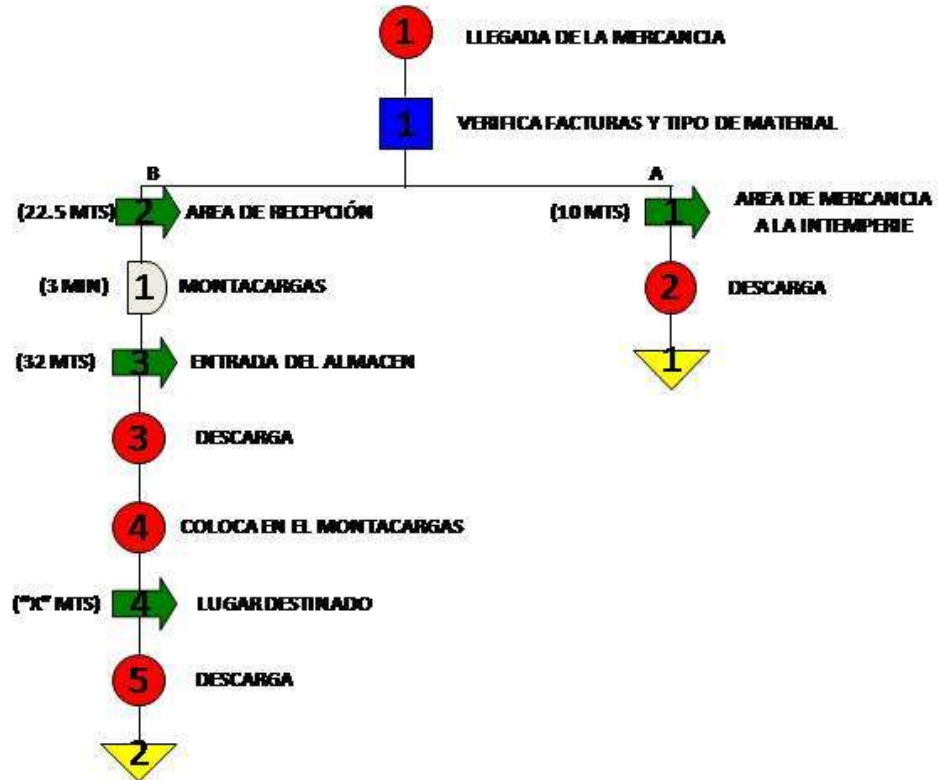 1 LLEGADA DE LA MERCANCIA
1 VERIFICA FACTURAS Y TIPO DE MATERIAL
B A
(22.5 MTS) 2 AREA DE RECEPCIÓN
(10 MTS) 1 AREA DE MERCANCIA
A LA INTEMPERIE
(3 MIN) 1 MONTACARGAS
2 DESCARGA
(32 MTS) 3 ENTRADA DEL ALMACEN
1
3 DESCARGA
4 COLOCA EN EL MONTACARGAS
("X" MTS) 4 LUGAR DESTINADO
5 DESCARGA
2